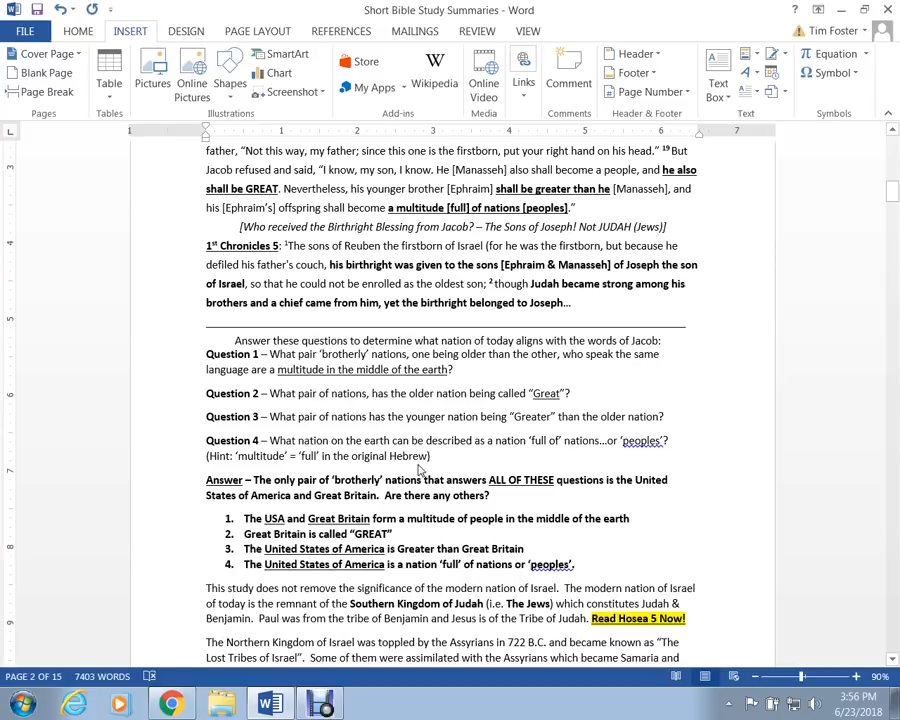 Short Bible Study Summaries - Word
FILE HOME INSERT DESIGN PAGE LAYOUT REFERENCES MAILINGS REVIEW VIEW Tim Foster
Cover Page
Blank Page
Page Break
Pages
Table
Tables
Pictures
Online Pictures
Shapes
SmartArt
Chart
Screenshot
Illustrations
Store
My Apps
Wikipedia
Add-ins
Online Video
Media
Links
Comment
Comments
Header
Footer
Page Number
Header & Footer
Text Box
Text
Equation
Symbol
Symbols
1 1 2 3 4 5 6 7
father, “Not this way, my father; since this one is the firstborn, put your right hand on his head.” 19 But
Jacob refused and said, “I know, my son, I know. He [Manasseh] also shall become a people, and he also
shall be GREAT. Nevertheless, his younger brother [Ephraim] shall be greater than he [Manasseh], and
his [Ephraim’s] offspring shall become a multitude [full] of nations [peoples].”
[Who received the Birthright Blessing from Jacob? – The Sons of Joseph! Not JUDAH (Jews)]
1st Chronicles 5: 1The sons of Reuben the firstborn of Israel (for he was the firstborn, but because he
defiled his father's couch, his birthright was given to the sons [Ephraim & Manasseh] of Joseph the son
of Israel, so that he could not be enrolled as the oldest son; 2 though Judah became strong among his
brothers and a chief came from him, yet the birthright belonged to Joseph…
Answer these questions to determine what nation of today aligns with the words of Jacob:
Question 1 – What pair ‘brotherly’ nations, one being older than the other, who speak the same
language are a multitude in the middle of the earth?
Question 2 – What pair of nations, has the older nation being called “Great”?
Question 3 – What pair of nations has the younger nation being “Greater” than the older nation?
Question 4 – What nation on the earth can be described as a nation ‘full of’ nations…or ‘peoples’?
(Hint: ‘multitude’ = ‘full’ in the original Hebrew)
Answer – The only pair of ‘brotherly’ nations that answers ALL OF THESE questions is the United
States of America and Great Britain. Are there any others?
1. The USA and Great Britain form a multitude of people in the middle of the earth
2. Great Britain is called “GREAT”
3. The United States of America is Greater than Great Britain
4. The United States of America is a nation ‘full’ of nations or ‘peoples’.
This study does not remove the significance of the modern nation of Israel. The modern nation of Israel
of today is the remnant of the Southern Kingdom of Judah (i.e. The Jews) which constitutes Judah &
Benjamin. Paul was from the tribe of Benjamin and Jesus is of the Tribe of Judah. Read Hosea 5 Now!
The Northern Kingdom of Israel was toppled by the Assyrians in 722 B.C. and became known as “The
Lost Tribes of Israel”. Some of them were assimilated with the Assyrians which became Samaria and
3
4
5
6
7
8
9
PAGE 2 OF 15 7403 WORDS 90%
3:56 PM
6/23/2018